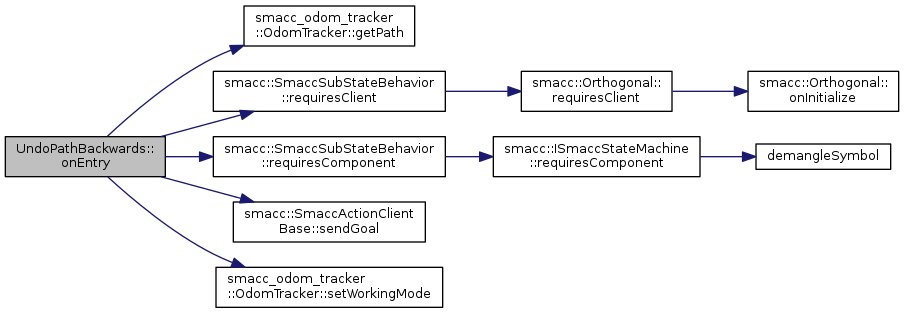 smacc_odom_tracker
::OdomTracker::getPath
smacc::SmaccSubStateBehavior
::requiresClient
smacc::Orthogonal::
requiresClient
smacc::Orthogonal::
onInitialize
UndoPathBackwards::
onEntry
smacc::SmaccSubStateBehavior
::requiresComponent
smacc::ISmaccStateMachine
::requiresComponent
demangleSymbol
smacc::SmaccActionClient
Base::sendGoal
smacc_odom_tracker
::OdomTracker::setWorkingMode